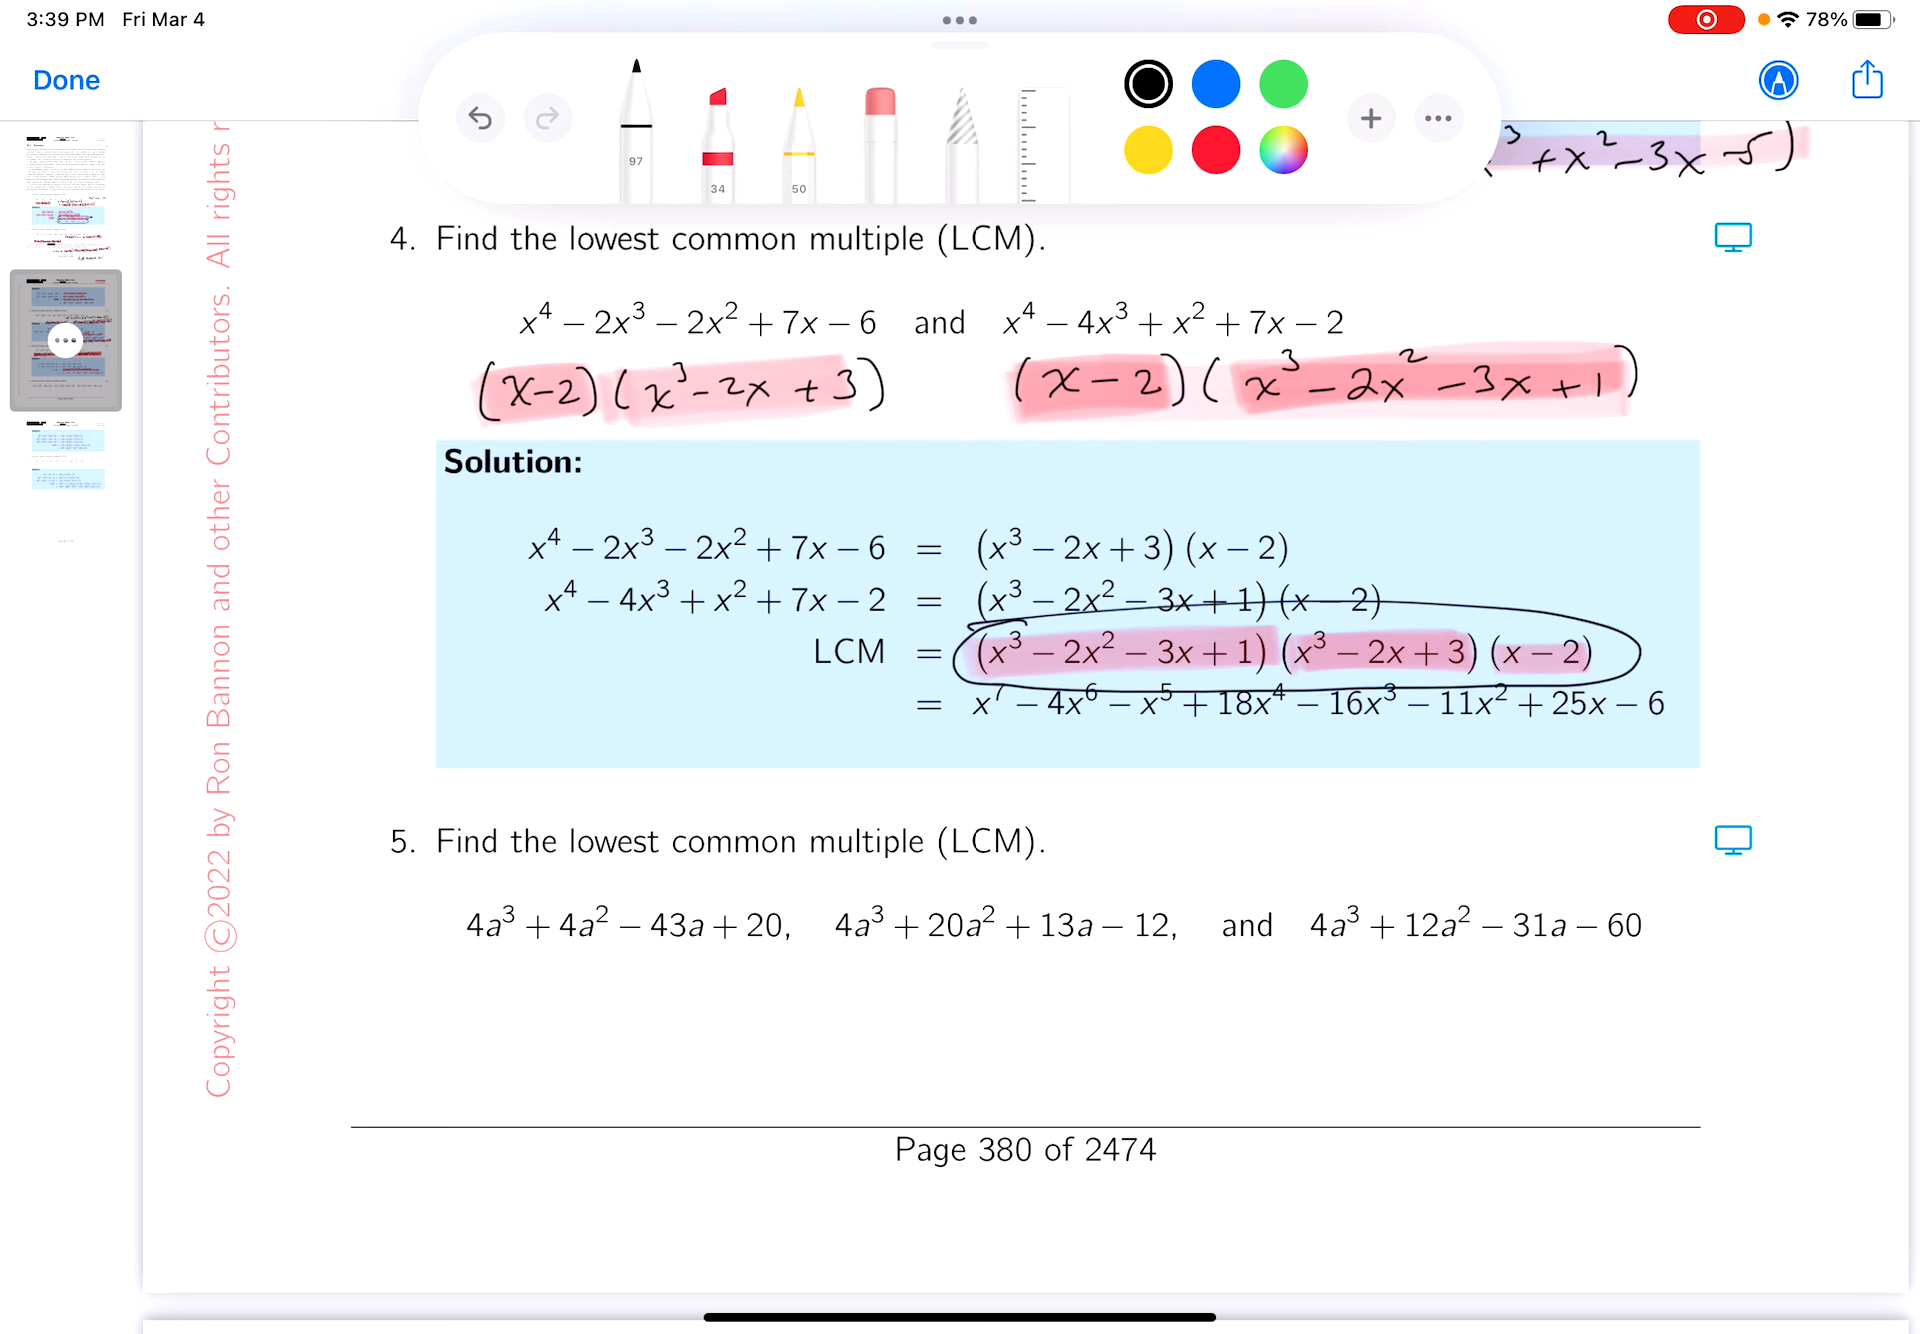 3:39 PM Fri Mar 4
78%
Done
97
34
50
³ + x² − 3x − 5)
4. Find the lowest common multiple (LCM).
x⁴ − 2x³ − 2x² + 7x − 6 and x⁴ − 4x³ + x² + 7x − 2
(x−2)(x³−2x+3) (x−2)(x³−2x²−3x+1)
Solution:
x⁴ − 2x³ − 2x² + 7x − 6 = (x³ − 2x + 3) (x − 2)
x⁴ − 4x³ + x² + 7x − 2 = (x³ − 2x² − 3x + 1) (x − 2)
LCM = (x³ − 2x² − 3x + 1) (x³ − 2x + 3) (x − 2)
= x⁷ − 4x⁶ − x⁵ + 18x⁴ − 16x³ − 11x² + 25x − 6
5. Find the lowest common multiple (LCM).
4a³ + 4a² − 43a + 20, 4a³ + 20a² + 13a − 12, and 4a³ + 12a² − 31a − 60
Page 380 of 2474
Copyright ©2022 by Ron Bannon and other Contributors. All rights r